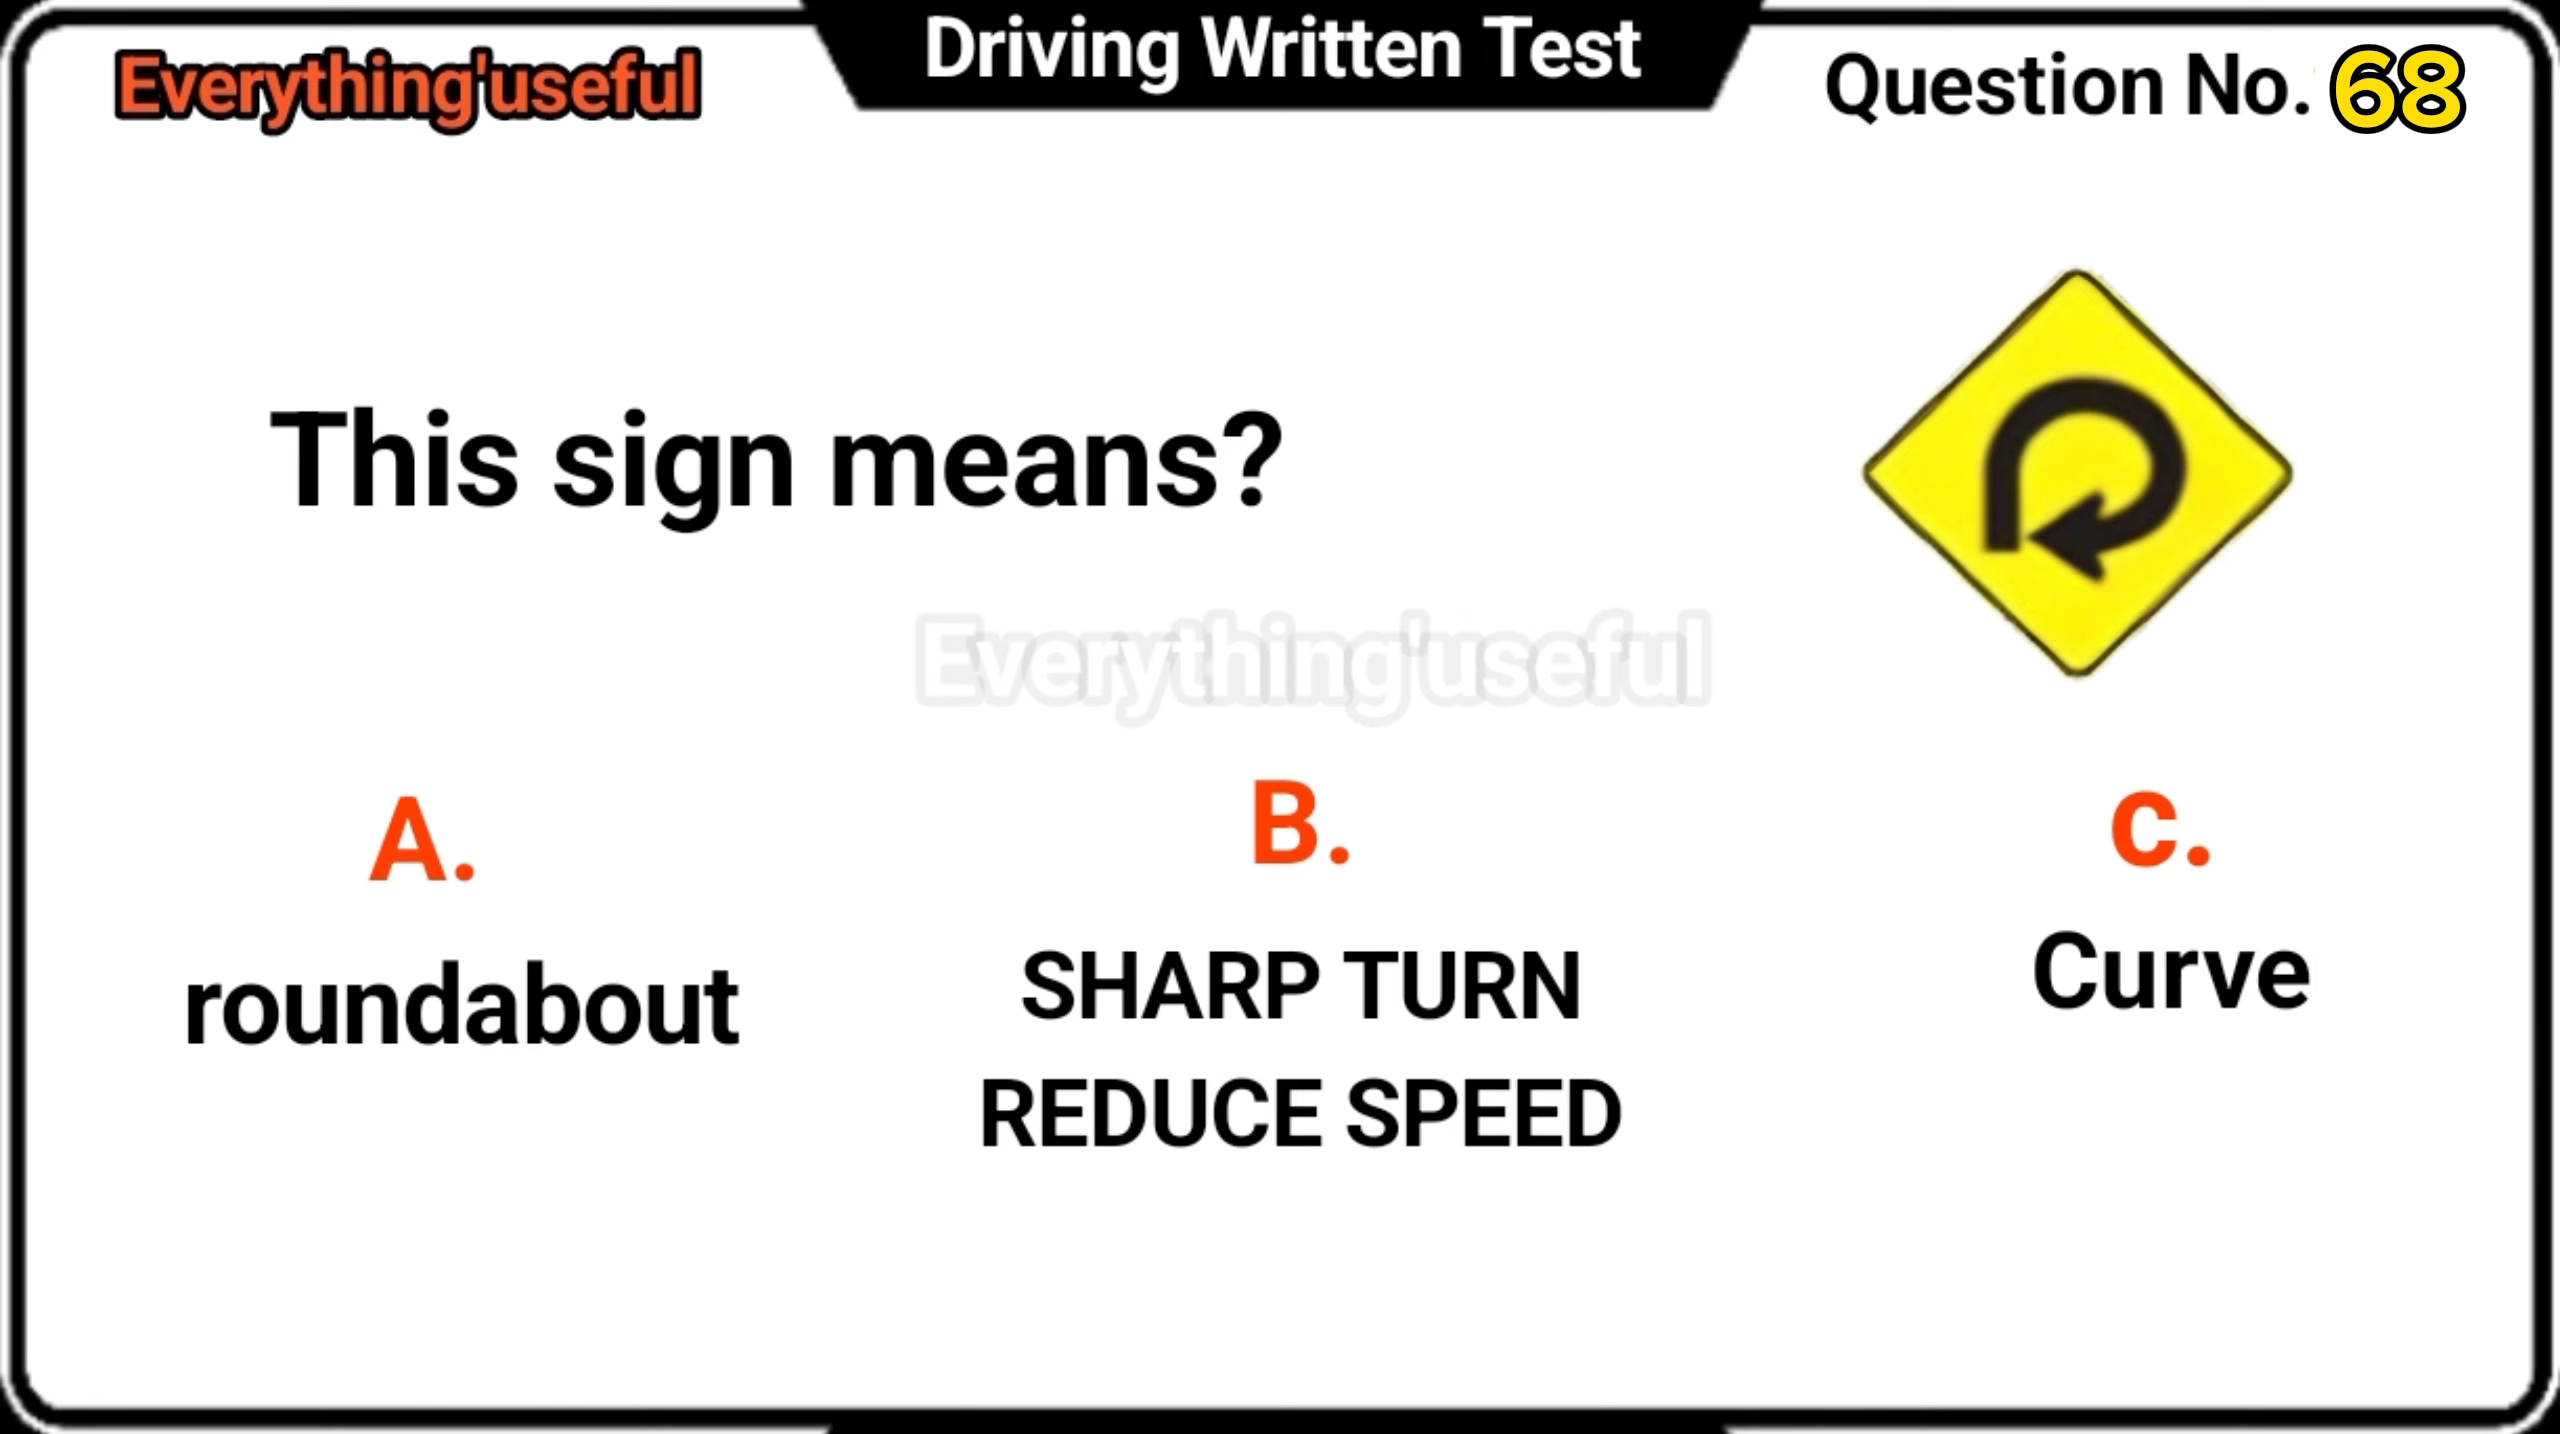 Driving Written Test
Everything'useful
Question No. 68
This sign means?
Everything'useful
A.
roundabout
B.
SHARP TURN
REDUCE SPEED
c.
Curve